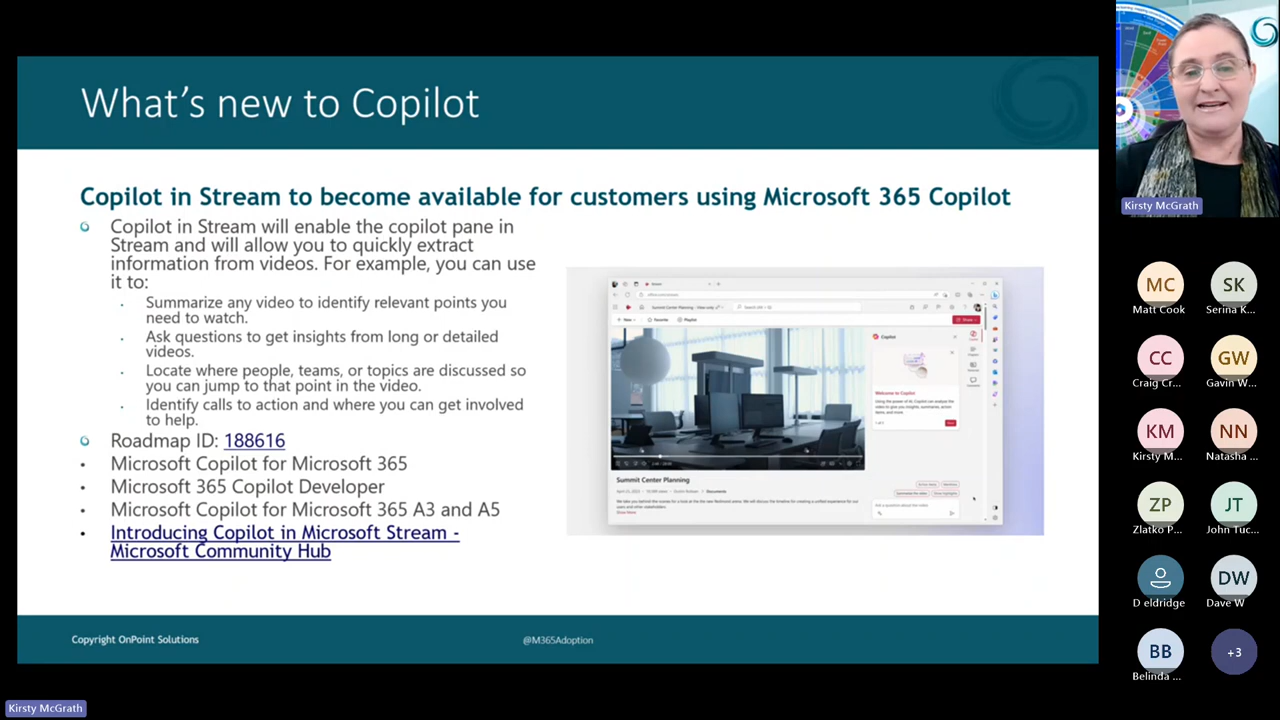 What's new to Copilot
Copilot in Stream to become available for customers using Microsoft 365 Copilot
Copilot in Stream will enable the copilot pane in
Stream and will allow you to quickly extract
information from videos. For example, you can use
it to:
Summarize any video to identify relevant points you
need to watch.
Ask questions to get insights from long or detailed
videos.
Locate where people, teams, or topics are discussed so
you can jump to that point in the video.
Identify calls to action and where you can get involved
to help.
Roadmap ID: 188616
Microsoft Copilot for Microsoft 365
Microsoft 365 Copilot Developer
Microsoft Copilot for Microsoft 365 A3 and A5
Introducing Copilot in Microsoft Stream -
Microsoft Community Hub
Summit Center Planning
Copilot
Welcome to Copilot
Summit Center Planning
Copyright OnPoint Solutions
@M365Adoption
Kirsty McGrath
MC
Matt Cook
SK
Serina K...
CC
Craig Cr...
GW
Gavin W...
KM
Kirsty M...
NN
Natasha ...
ZP
Zlatko P...
JT
John Tuc...
D eldridge
DW
Dave W
BB
Belinda ...
+3
Kirsty McGrath